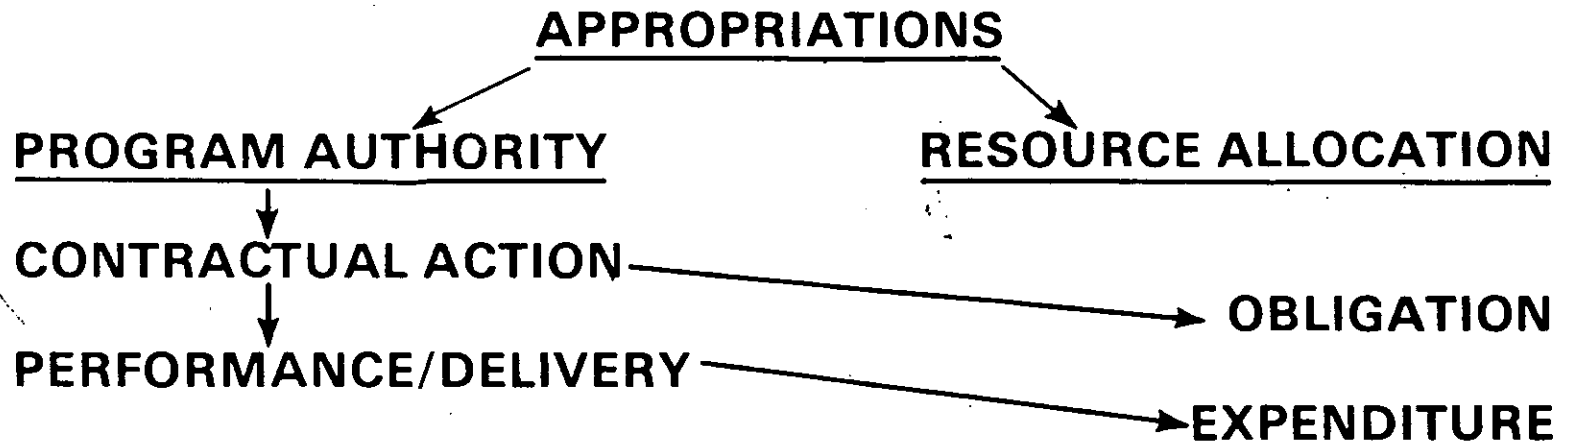 APPROPRIATIONS
PROGRAM AUTHORITY
RESOURCE ALLOCATION
CONTRACTUAL ACTION
OBLIGATION
PERFORMANCE/DELIVERY
EXPENDITURE